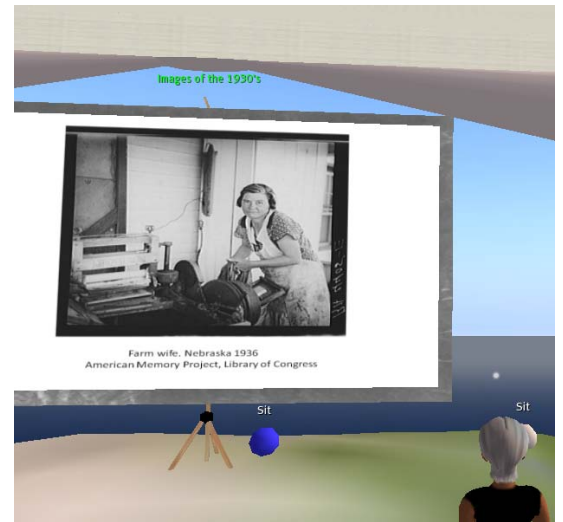 Images of the 1930's
Farm wife. Nebraska 1936
American Memory Project, Library of Congress
Sit
Sit